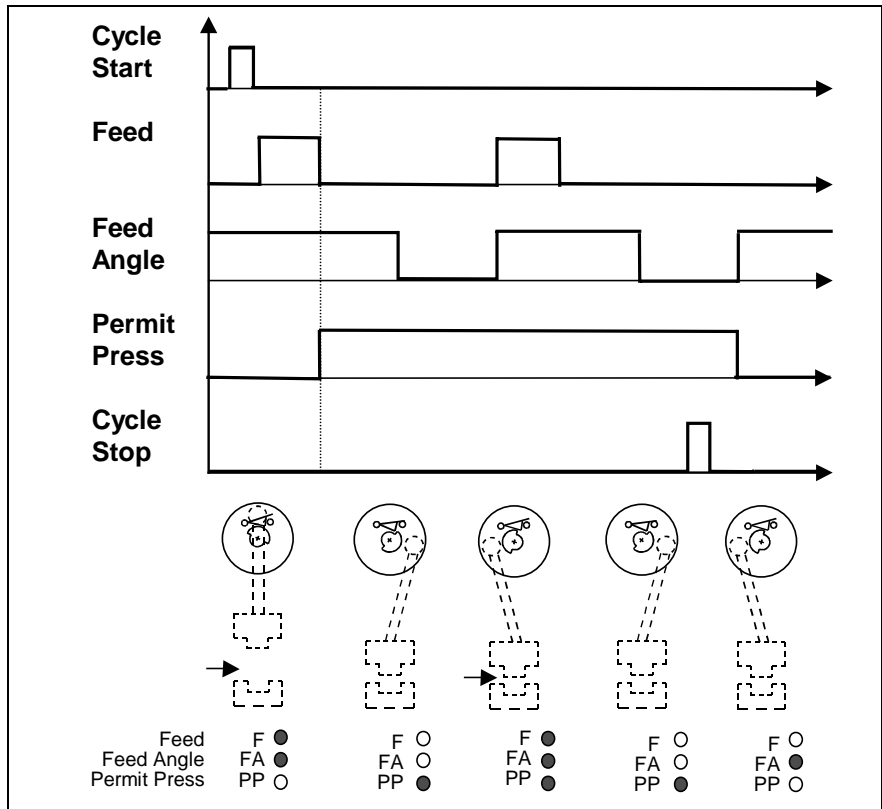 Cycle
Start
Feed
Feed
Angle
Permit
Press
Cycle
Stop
Feed F F F F F
Feed Angle FA FA FA FA FA
Permit Press PP PP PP PP PP